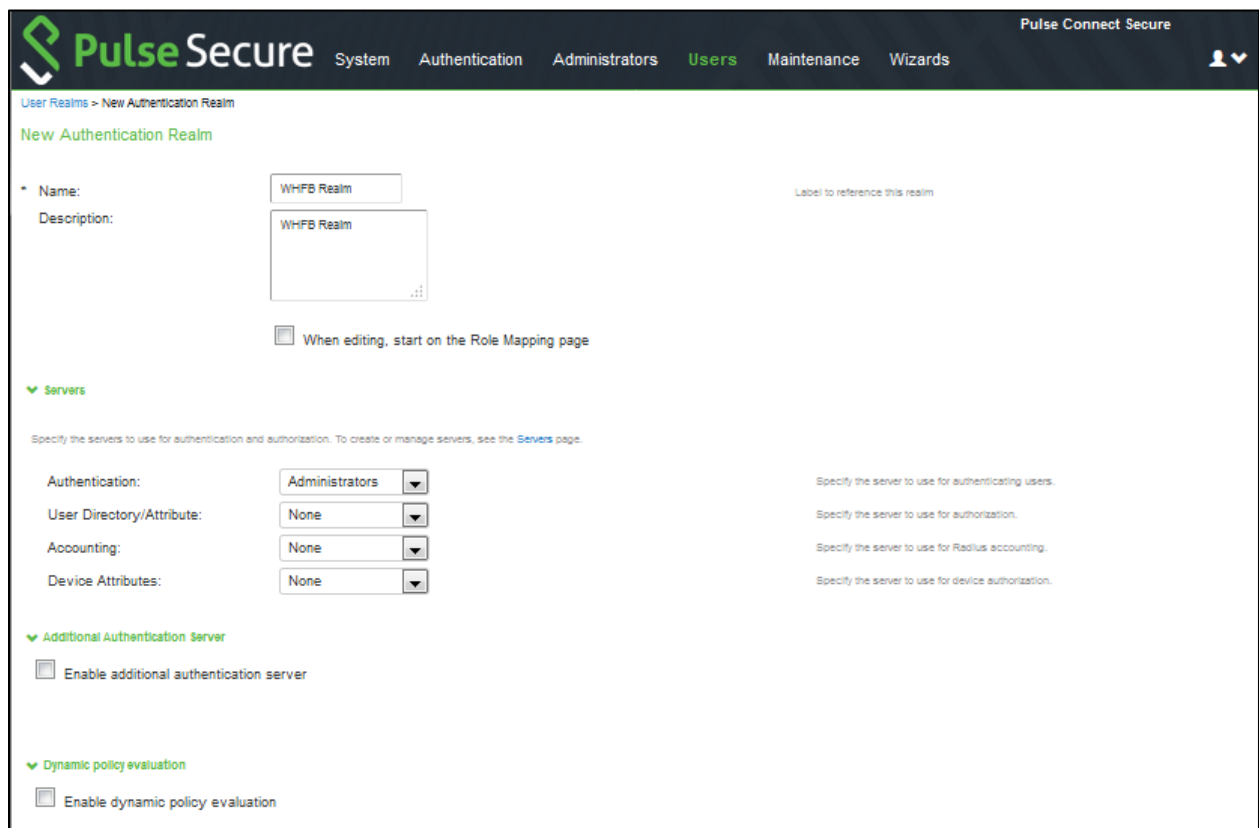 Pulse Connect Secure
Pulse Secure System Authentication Administrators Users Maintenance Wizards
User Realms > New Authentication Realm
New Authentication Realm
* Name: WHFB Realm Label to reference this realm
Description: WHFB Realm
When editing, start on the Role Mapping page
Servers
Specify the servers to use for authentication and authorization. To create or manage servers, see the Servers page.
Authentication: Administrators Specify the server to use for authenticating users.
User Directory/Attribute: None Specify the server to use for authorization.
Accounting: None Specify the server to use for Radius accounting.
Device Attributes: None Specify the server to use for device authorization.
Additional Authentication Server
Enable additional authentication server
Dynamic policy evaluation
Enable dynamic policy evaluation